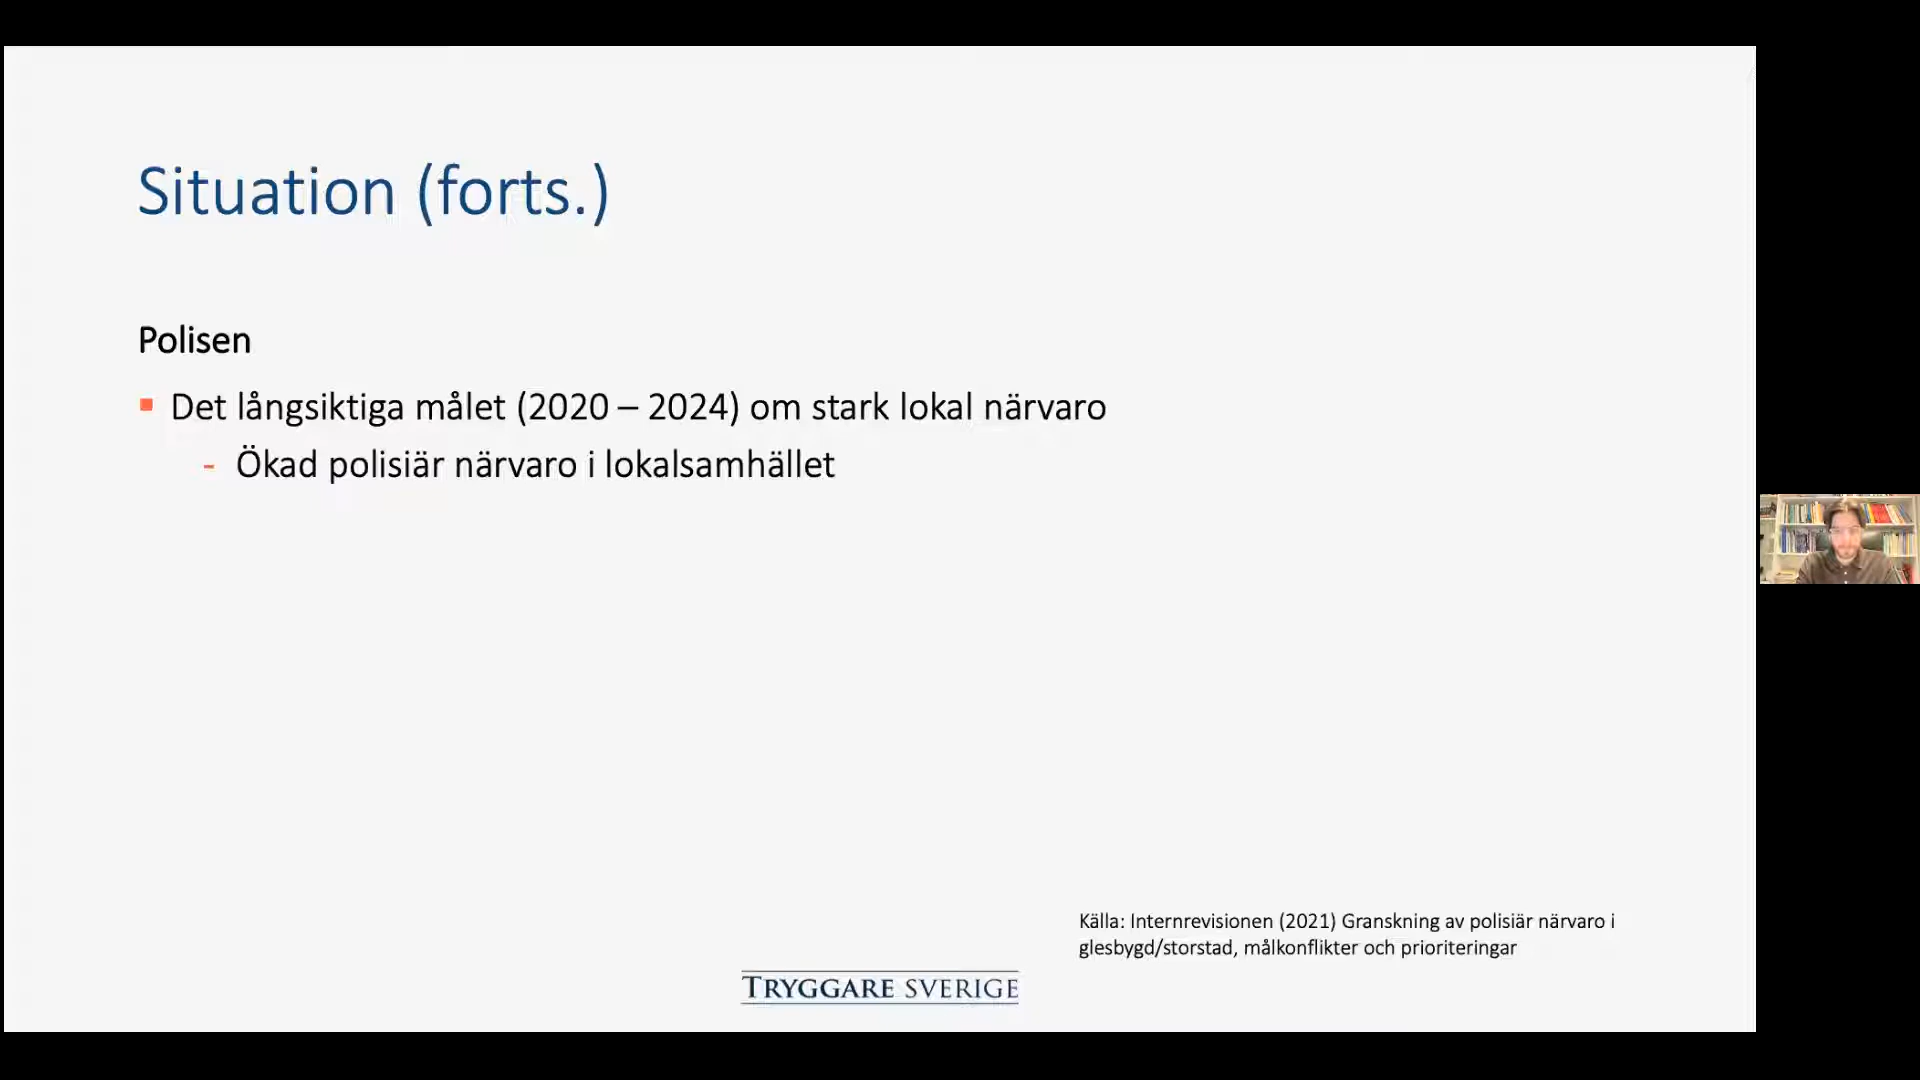 Situation (forts.)
Polisen
Det långsiktiga målet (2020 – 2024) om stark lokal närvaro
- Ökad polisiär närvaro i lokalsamhället
Källa: Internrevisionen (2021) Granskning av polisiär närvaro i
glesbygd/storstad, målkonflikter och prioriteringar
TRYGGARE SVERIGE